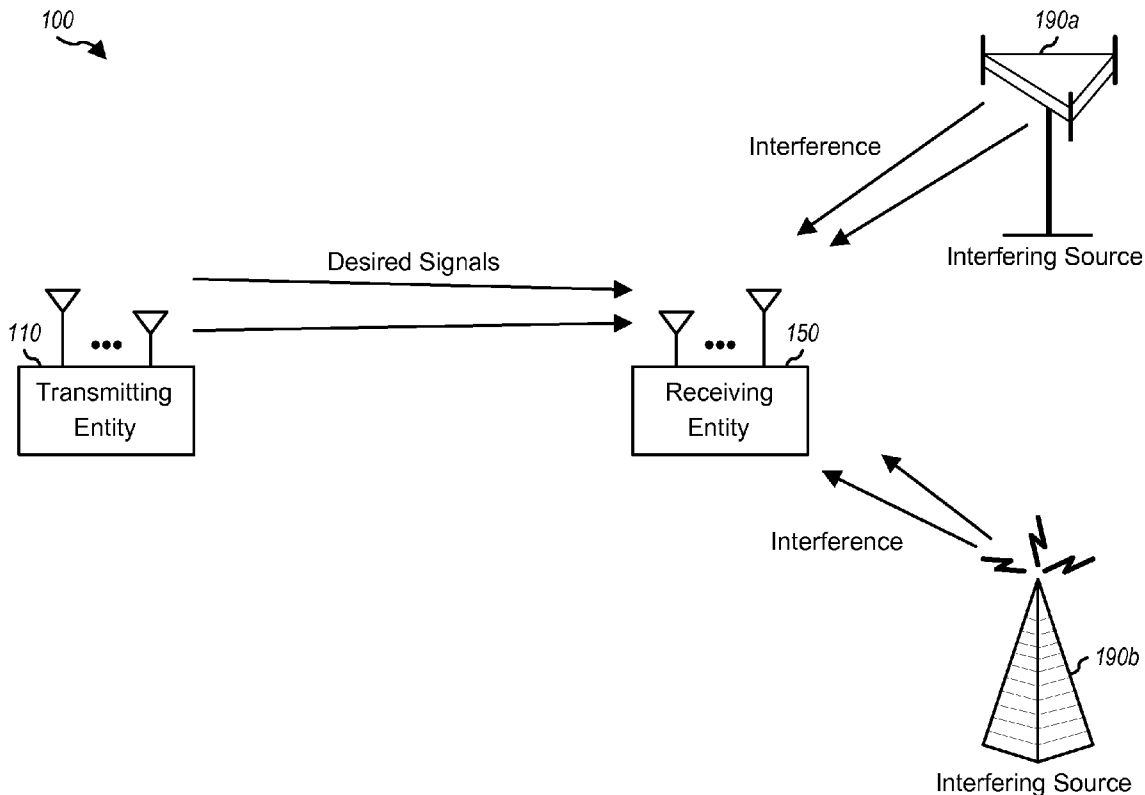 100
190a
Interference
Interfering Source
Desired Signals
110
150
Transmitting
Entity
Receiving
Entity
Interference
190b
Interfering Source